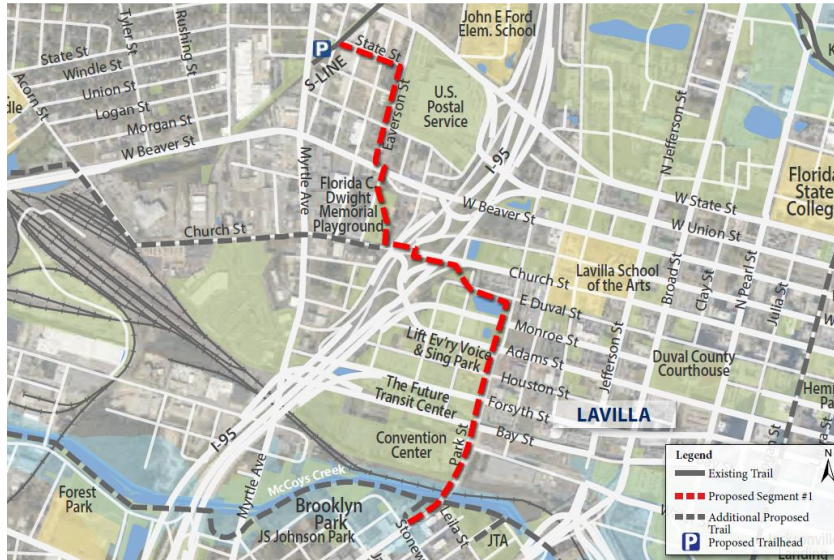 John E Ford
Elem. School
State St
Tyler St
Rushing St
State St
Windle St
Union St
Logan St
Morgan St
Acorn St
W Beaver St
P
S-LINE
Eaverson St
U.S.
Postal
Service
I-95
N Jefferson St
Myrtle Ave
Florida C.
Dwight
Memorial
Playground
Church St
W Beaver St
W State St
W Union St
Florida
State
College
Church St
Lavilla School
of the Arts
Broad St
Clay St
N Pearl St
Julia St
E Duval St
Monroe St
Adams St
Houston St
Forsyth St
Bay St
Lift Ev'ry Voice
& Sing Park
The Future
Transit Center
Convention
Center
Park St
Jefferson St
Duval County
Courthouse
LAVILLA
I-95
Myrtle Ave
McCoys Creek
Forest
Park
Brooklyn
Park
JS Johnson Park
Leila St
JTA
Legend
Existing Trail
Proposed Segment #1
Additional Proposed
Trail
P Proposed Trailhead
N